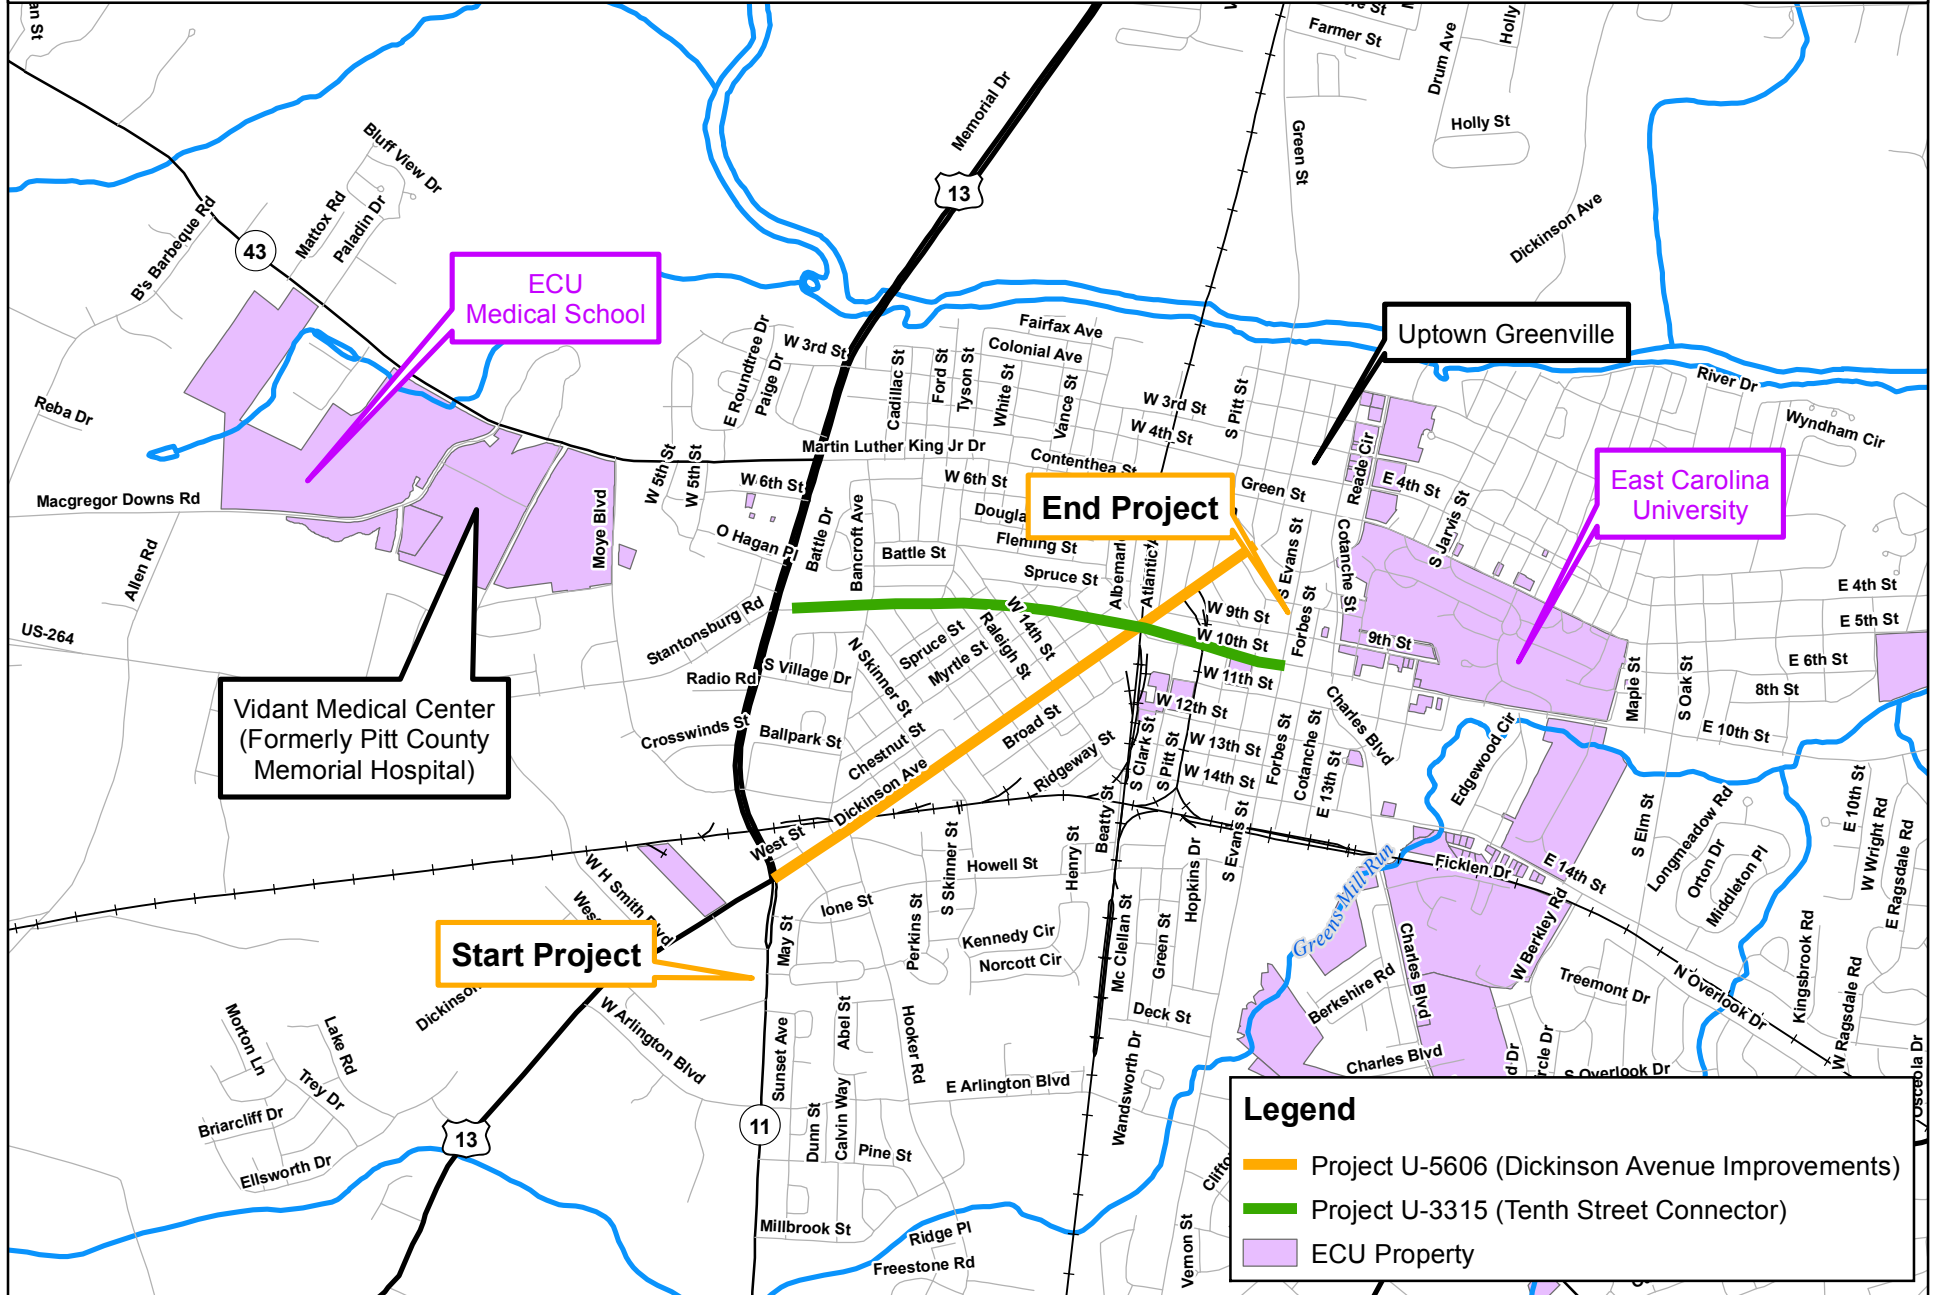 Farmer St
Holly
Drum Ave
Holly St
Memorial Dr
13
Green St
Dickinson Ave
Bluff View Dr
Mattox Rd
Paladin Dr
B's Barbeque Rd
43
ECU
Medical School
Uptown Greenville
Fairfax Ave
Colonial Ave
W 3rd St
E Roundtree Dr
Paige Dr
Cadillac St
Ford St
Tyson St
White St
Vance St
W 3rd St
W 4th St
S Pitt St
River Dr
Wyndham Cir
Reba Dr
Martin Luther King Jr Dr
Contenthea St
W 5th St
W 5th St
W 6th St
W 6th St
Green St
Reade Cir
E 4th St
S Jarvis St
East Carolina
University
Macgregor Downs Rd
Moye Blvd
End Project
Allen Rd
O Hagan Pl
Battle Dr
Bancroft Ave
Battle St
Fleming St
Spruce St
S Evans St
Cotanche St
E 4th St
E 5th St
US-264
Stantonsburg Rd
Radio Rd
S Village Dr
N Skinner St
Spruce St
Myrtle St
Raleigh St
W 14th St
W 9th St
W 10th St
W 11th St
W 12th St
W 13th St
W 14th St
Forbes St
9th St
E 6th St
8th St
Maple St
S Oak St
E 10th St
Vidant Medical Center
(Formerly Pitt County
Memorial Hospital)
Crosswinds St
Ballpark St
Chestnut St
Dickinson Ave
Broad St
Ridgeway St
S Clark St
S Pitt St
Forbes St
Cotanche St
E 13th St
Charles Blvd
Edgewood Cir
West St
Howell St
S Skinner St
Henry St
Beatty St
Hopkins Dr
S Evans St
Greens Mill Run
Ficklen Dr
E 14th St
S Elm St
Longmeadow Rd
Orton Dr
Middleton Pl
E 10th St
W Wright Rd
E Ragsdale Rd
W H Smith Blvd
Start Project
Ione St
May St
Perkins St
Kennedy Cir
Norcott Cir
Mc Clellan St
Green St
Deck St
Berkshire Rd
Charles Blvd
Charles Blvd
W Berkley Rd
Treemont Dr
N Overlook Dr
S Overlook Dr
Kingsbrook Rd
W Ragsdale Rd
Osceola Dr
Morton Ln
Lake Rd
Trey Dr
Briarcliff Dr
Ellsworth Dr
13
W Arlington Blvd
Sunset Ave
Abel St
Hooker Rd
E Arlington Blvd
Wandsworth Dr
11
Dunn St
Calvin Way
Pine St
Millbrook St
Ridge Pl
Freestone Rd
Vernon St
Legend
Project U-5606 (Dickinson Avenue Improvements)
Project U-3315 (Tenth Street Connector)
ECU Property